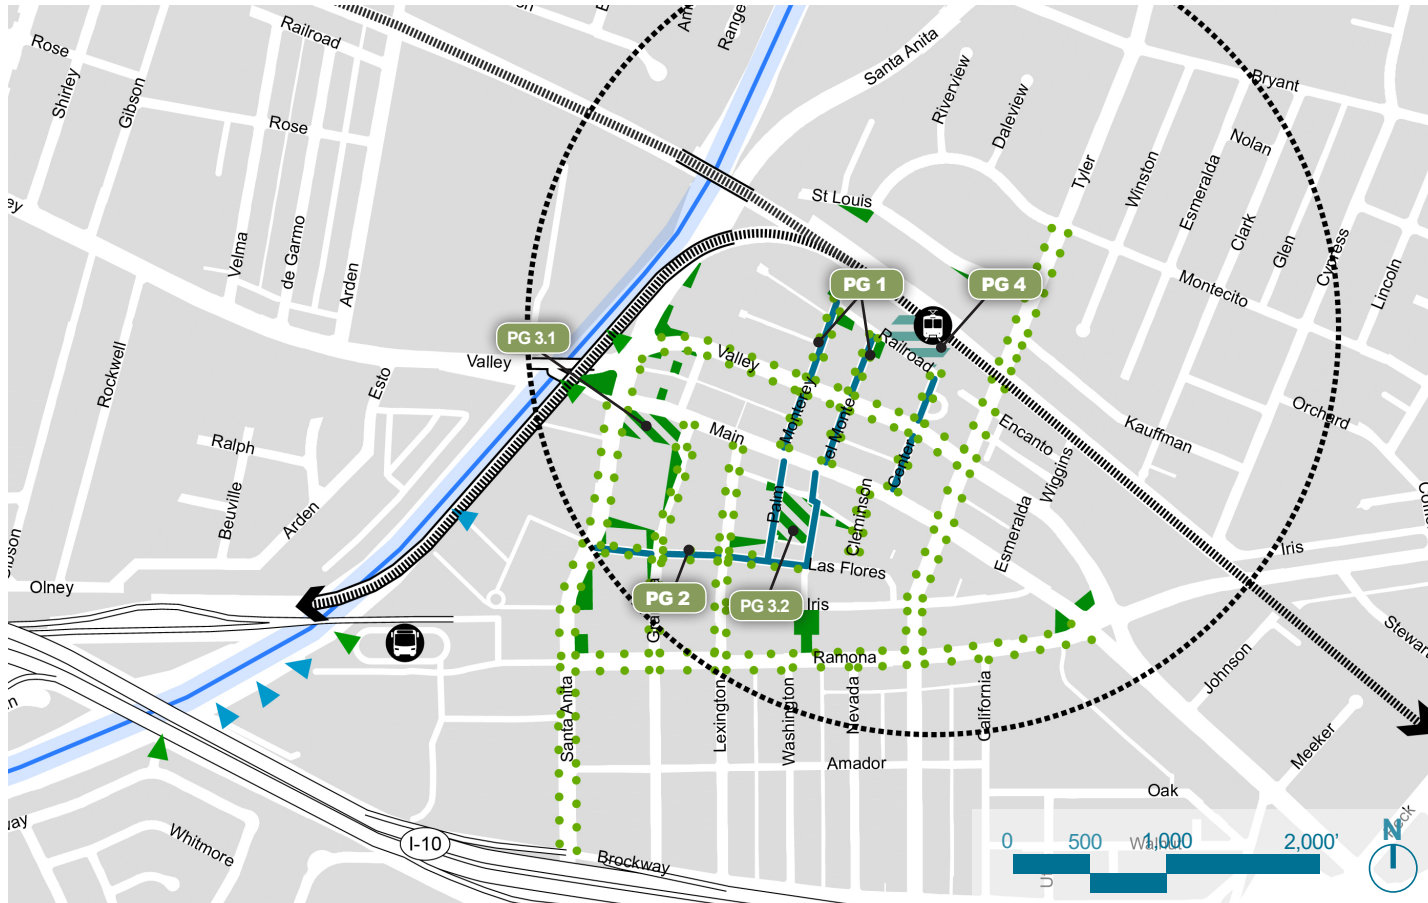 Railroad
Santa Anita
Rose
Shirley
Gibson
Rose
Riverview
Daleview
Bryant
Nolan
Tyler
Winston
Esmeralda
Clark
Glen
Cypress
Lincoln
St Louis
Velma
de Garmo
Arden
Montecito
PG 1
PG 4
PG 3.1
Valley
Valley
Railroad
Rockwell
Esto
Monterey
el Monte
Center
Main
Encanto
Kauffman
Orchard
Wiggins
Ralph
Beuville
Arden
Palm
Cleminson
Esmeralda
Iris
Olney
Las Flores
PG 2
PG 3.2
Iris
Ramona
Johnson
Santa Anita
Lexington
Washington
Nevada
California
Meeker
Amador
Oak
Whitmore
I-10
Brockway
0
500
1,000
2,000’
Walnut
N